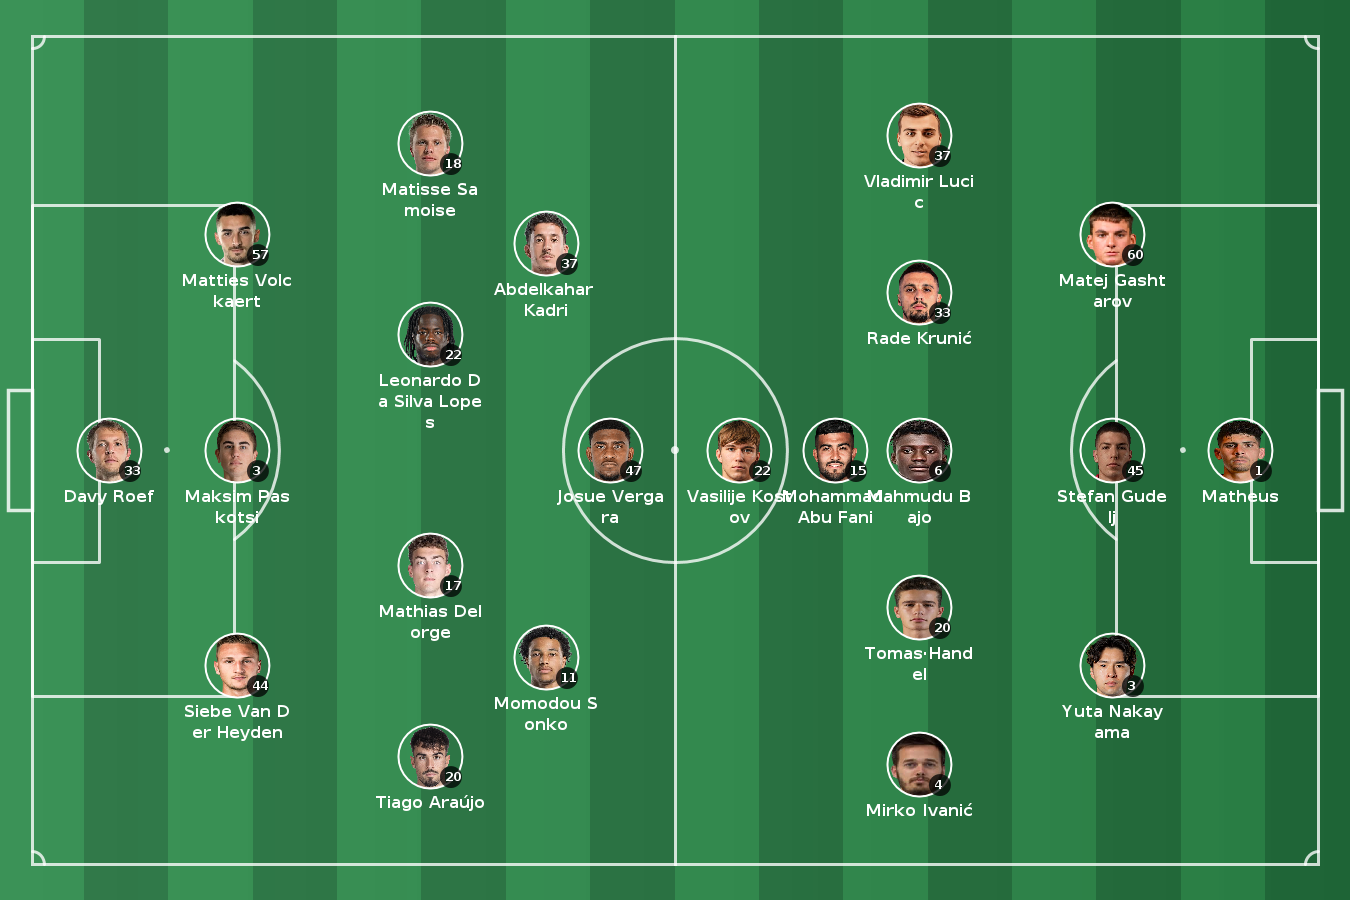 18
Matisse Sa
moise
57
Matties Volc
kaert
37
Abdelkahar
Kadri
22
Leonardo D
a Silva Lope
s
33
Davy Roef
3
Maksim Pas
kotsi
47
Josue Verga
ra
17
Mathias Del
orge
44
Siebe Van D
er Heyden
11
Momodou S
onko
20
Tiago Araújo
37
Vladimir Luci
c
60
Matej Gasht
arov
33
Rade Krunić
22
Vasilije Kost
ov
15
Mohammad
Abu Fani
6
Mahmudu B
ajo
45
Stefan Gude
lj
1
Matheus
20
Tomas·Hand
el
3
Yuta Nakay
ama
4
Mirko Ivanić